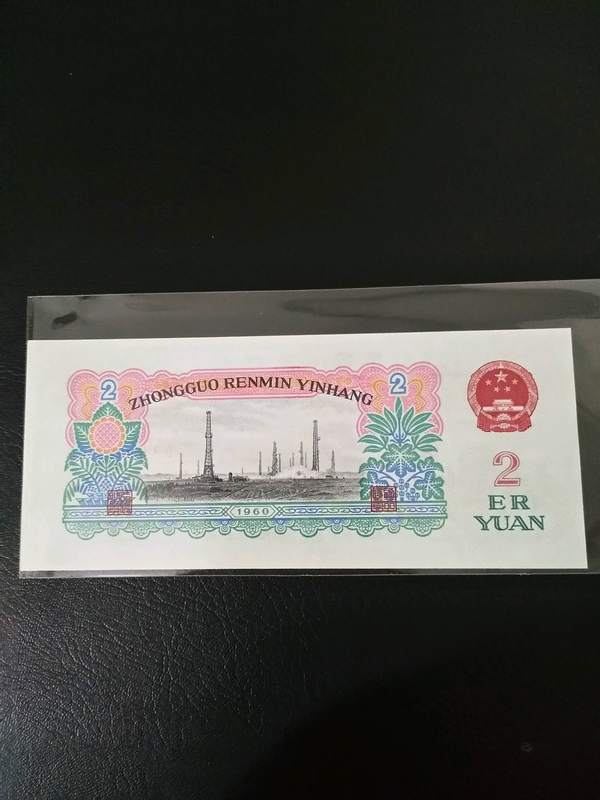 2
2
ZHONGGUO RENMIN YINHANG
1960
2
ER
YUAN